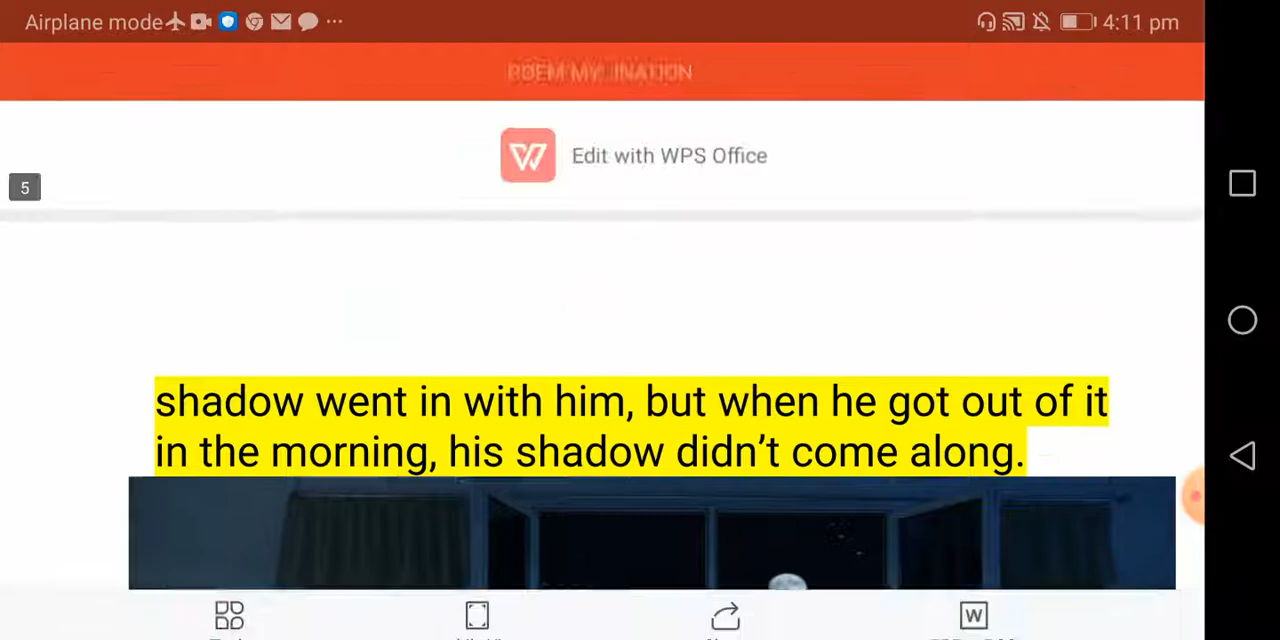 Airplane mode
4:11 pm
Edit with WPS Office
5
shadow went in with him, but when he got out of it
in the morning, his shadow didn’t come along.
W